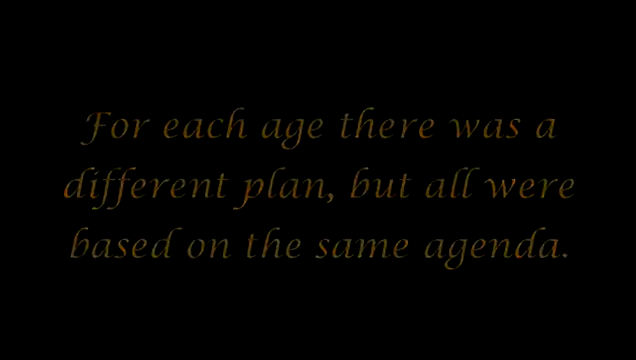 For each age there was a
different plan, but all were
based on the same agenda.